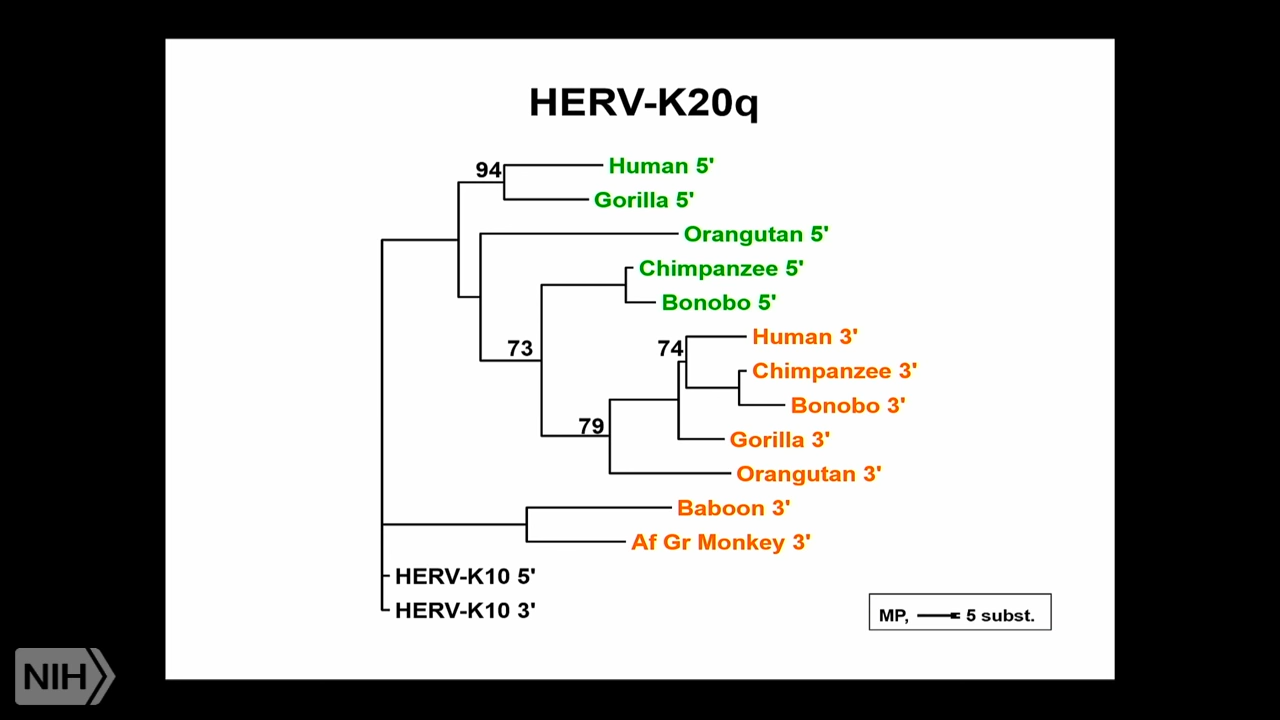 HERV-K20q
94
Human 5'
Gorilla 5'
Orangutan 5'
Chimpanzee 5'
Bonobo 5'
73
Human 3'
74
Chimpanzee 3'
Bonobo 3'
79
Gorilla 3'
Orangutan 3'
Baboon 3'
Af Gr Monkey 3'
HERV-K10 5'
HERV-K10 3'
MP, 5 subst.
NIH